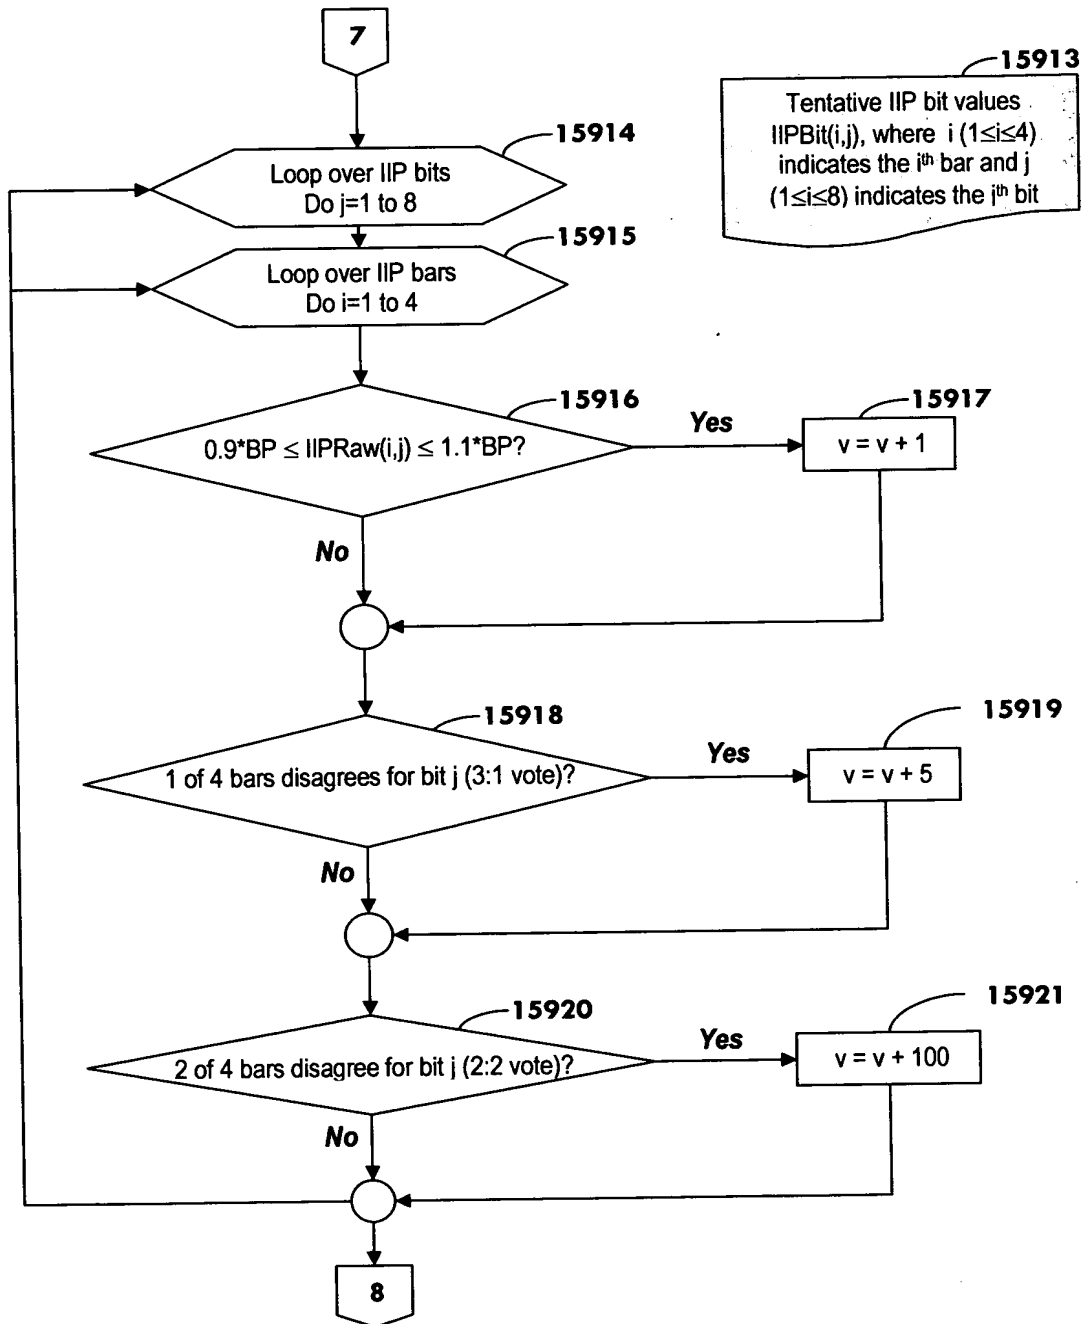 7
15913
Tentative IIP bit values
IIPBit(i,j), where i (1≤i≤4)
indicates the iᵗʰ bar and j
(1≤i≤8) indicates the jᵗʰ bit
15914
Loop over IIP bits
Do j=1 to 8
15915
Loop over IIP bars
Do i=1 to 4
15916
0.9*BP ≤ IIPRaw(i,j) ≤ 1.1*BP?
Yes
15917
v = v + 1
No
15918
1 of 4 bars disagrees for bit j (3:1 vote)?
Yes
15919
v = v + 5
No
15920
2 of 4 bars disagree for bit j (2:2 vote)?
Yes
15921
v = v + 100
No
8